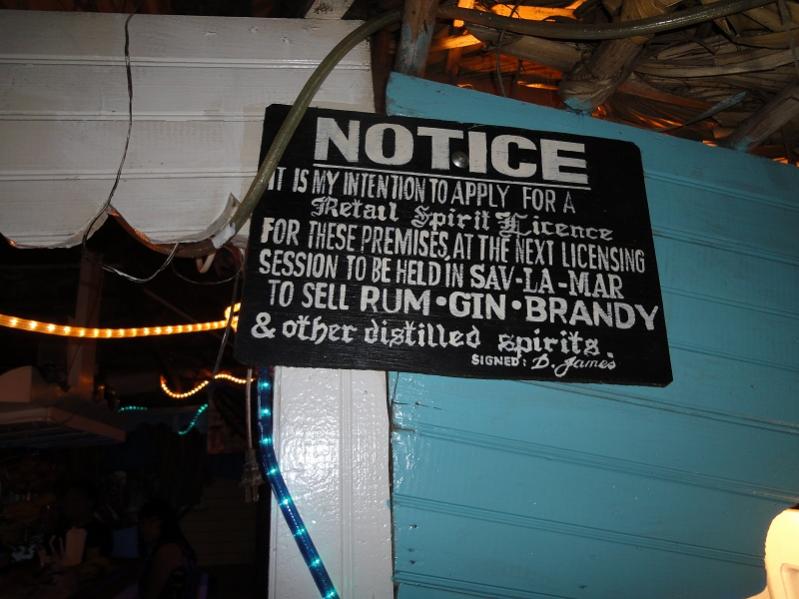 NOTICE
IT IS MY INTENTION TO APPLY FOR A
Retail Spirit Licence
FOR THESE PREMISES, AT THE NEXT LICENSING
SESSION TO BE HELD IN SAV-LA-MAR
TO SELL RUM • GIN • BRANDY
& other distilled spirits.
SIGNED: D. James